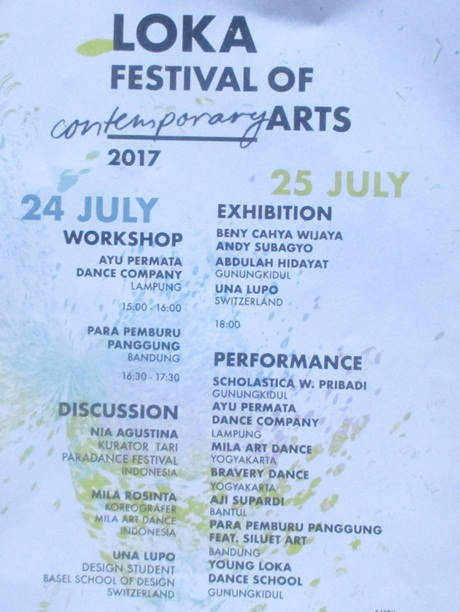 LOKA
FESTIVAL OF
contemporary ARTS
2017
24 JULY
WORKSHOP
AYU PERMATA
DANCE COMPANY
LAMPUNG
15:00 - 16:00
PARA PEMBURU
PANGGUNG
BANDUNG
16:30 - 17:30
DISCUSSION
NIA AGUSTINA
KURATOR TARI
PARADANCE FESTIVAL
INDONESIA
MILA ROSINTA
KOREOGRAFER
MILA ART DANCE
INDONESIA
UNA LUPO
DESIGN STUDENT
BASEL SCHOOL OF DESIGN
SWITZERLAND
25 JULY
EXHIBITION
BENY CAHYA WIJAYA
ANDY SUBAGYO
ABDULAH HIDAYAT
GUNUNGKIDUL
UNA LUPO
SWITZERLAND
18:00
PERFORMANCE
SCHOLASTICA W. PRIBADI
GUNUNGKIDUL
AYU PERMATA
DANCE COMPANY
LAMPUNG
MILA ART DANCE
YOGYAKARTA
BRAVERY DANCE
YOGYAKARTA
AJI SUPARDI
BANTUL
PARA PEMBURU PANGGUNG
FEAT. SILUET ART
BANDUNG
YOUNG LOKA
DANCE SCHOOL
GUNUNGKIDUL